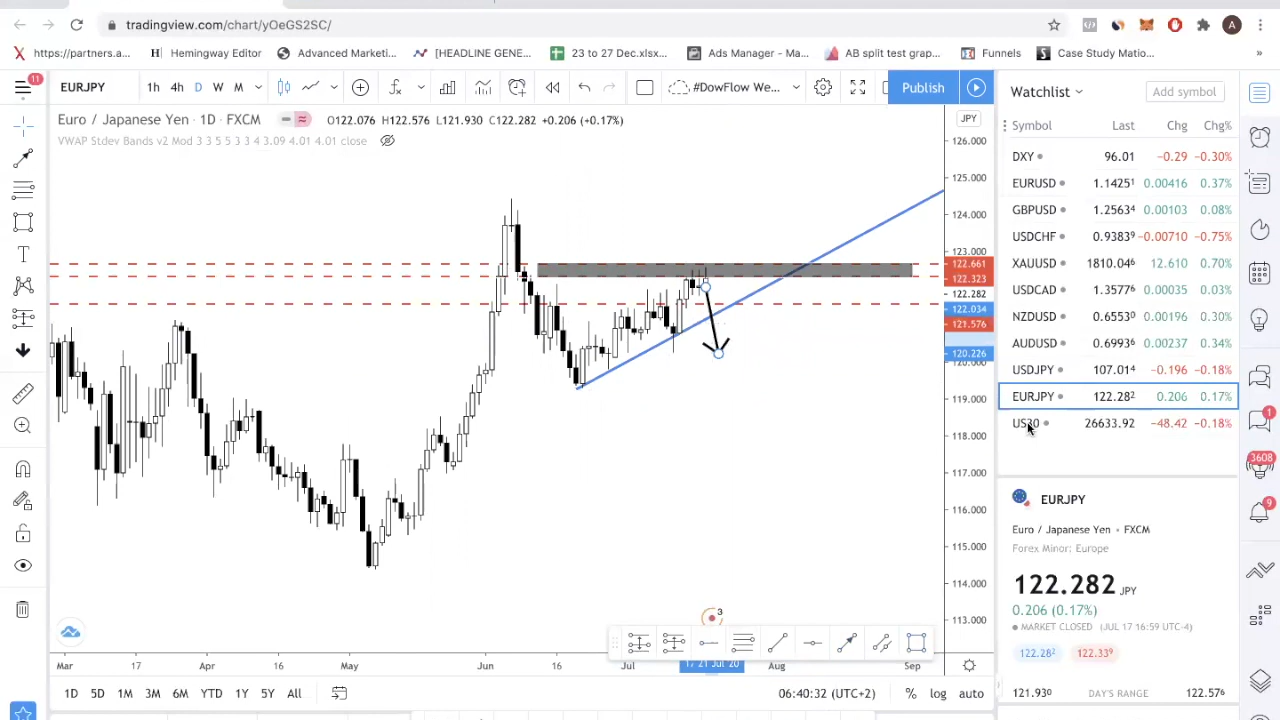 tradingview.com/chart/yOeGS2SC/
A
https://partners.a...
H Hemingway Editor
Advanced Marketi...
[HEADLINE GENE...
23 to 27 Dec.xlsx...
Ads Manager - Ma...
AB split test grap...
Funnels
Case Study Matio...
»
11
EURJPY
1h 4h D W M
#DowFlow We...
Publish
Watchlist
Add symbol
Euro / Japanese Yen · 1D · FXCM
O122.076 H122.576 L121.930 C122.282 +0.206 (+0.17%)
VWAP Stdev Bands v2 Mod 3 3 5 5 3 3 4 3.09 4.01 4.01 close
JPY
126.000
125.000
124.000
123.000
122.661
122.323
122.282
122.034
121.576
120.226
120.000
119.000
118.000
117.000
116.000
115.000
114.000
113.000
Symbol Last Chg Chg%
DXY 96.01 −0.29 −0.30%
EURUSD 1.14251 0.00416 0.37%
GBPUSD 1.25634 0.00103 0.08%
USDCHF 0.93839 −0.00710 −0.75%
XAUUSD 1810.046 12.610 0.70%
USDCAD 1.35776 0.00035 0.03%
NZDUSD 0.65530 0.00196 0.30%
AUDUSD 0.69936 0.00237 0.34%
USDJPY 107.014 −0.196 −0.18%
EURJPY 122.282 0.206 0.17%
US30 26633.92 −48.42 −0.18%
1
3608
9
EURJPY
Euro / Japanese Yen • FXCM
Forex Minor: Europe
122.282 JPY
0.206 (0.17%)
MARKET CLOSED (JUL 17 16:59 UTC-4)
122.282 122.339
121.930 DAY'S RANGE 122.576
3
Mar 17 Apr 16 May Jun 16 Jul 17 21 Jul '20 Aug Sep
1D 5D 1M 3M 6M YTD 1Y 5Y All
06:40:32 (UTC+2) % log auto